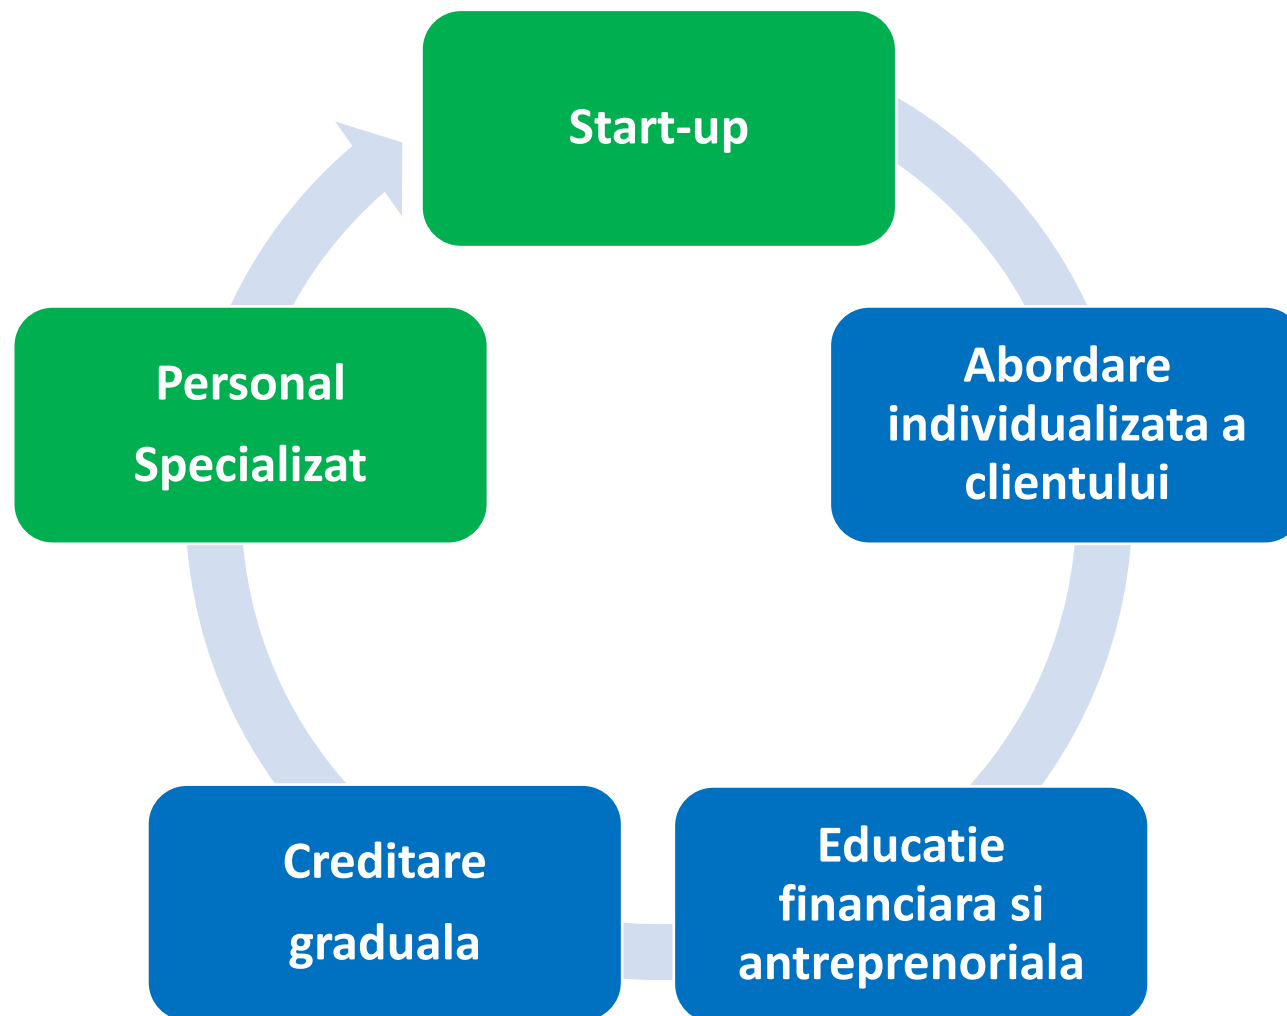 Start-up
Abordare
individualizata a
clientului
Educatie
financiara si
antreprenoriala
Creditare
graduala
Personal
Specializat